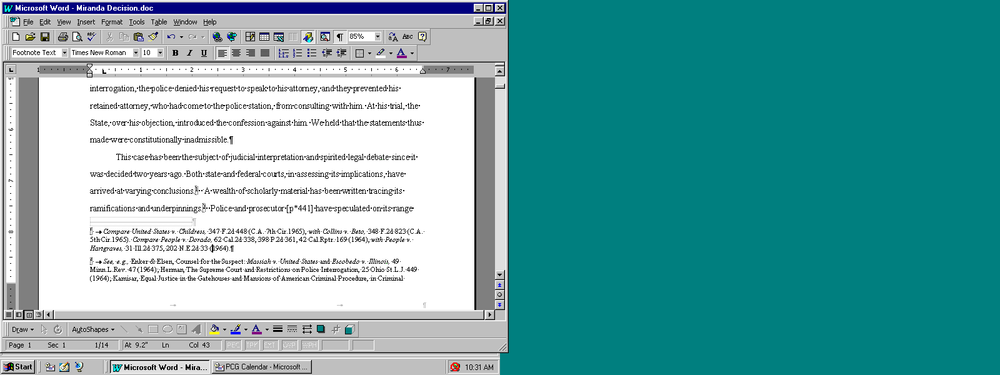 Microsoft Word - Miranda Decision.doc
File Edit View Insert Format Tools Table Window Help
85%
Footnote Text Times New Roman 10 B I U
1 1 2 3 4 5 6 7
interrogation, the police denied his request to speak to his attorney, and they prevented his
retained attorney, who had come to the police station, from consulting with him. At his trial, the
State, over his objection, introduced the confession against him. We held that the statements thus
made were constitutionally inadmissible.¶
This case has been the subject of judicial interpretation and spirited legal debate since it
was decided two years ago. Both state and federal courts, in assessing its implications, have
arrived at varying conclusions. A wealth of scholarly material has been written tracing its
ramifications and underpinnings. Police and prosecutor [p*441] have speculated on its range
Compare United States v. Childress, 347 F.2d 448 (C.A. 7th Cir.1965), with Collins v. Beto, 348 F.2d 823 (C.A.
5th Cir.1965). Compare People v. Dorado, 62 Cal.2d 338, 398 P.2d 361, 42 Cal.Rptr. 169 (1964), with People v.
Hartgraves, 31 Ill.2d 375, 202 N.E.2d 33 (1964).¶
See, e.g., Enker & Elsen, Counsel for the Suspect: Massiah v. United States and Escobedo v. Illinois, 49
Minn.L.Rev. 47 (1964); Herman, The Supreme Court and Restrictions on Police Interrogation, 25 Ohio St.L.J. 449
(1964); Kamisar, Equal Justice in the Gatehouses and Mansions of American Criminal Procedure, in Criminal
6
7
8
Draw AutoShapes
Page 1 Sec 1 1/14 At 9.2" Ln Col 43 REC TRK EXT OVR WPH
Start Microsoft Word - Mira... PCG Calendar - Microsoft ... 10:31 AM